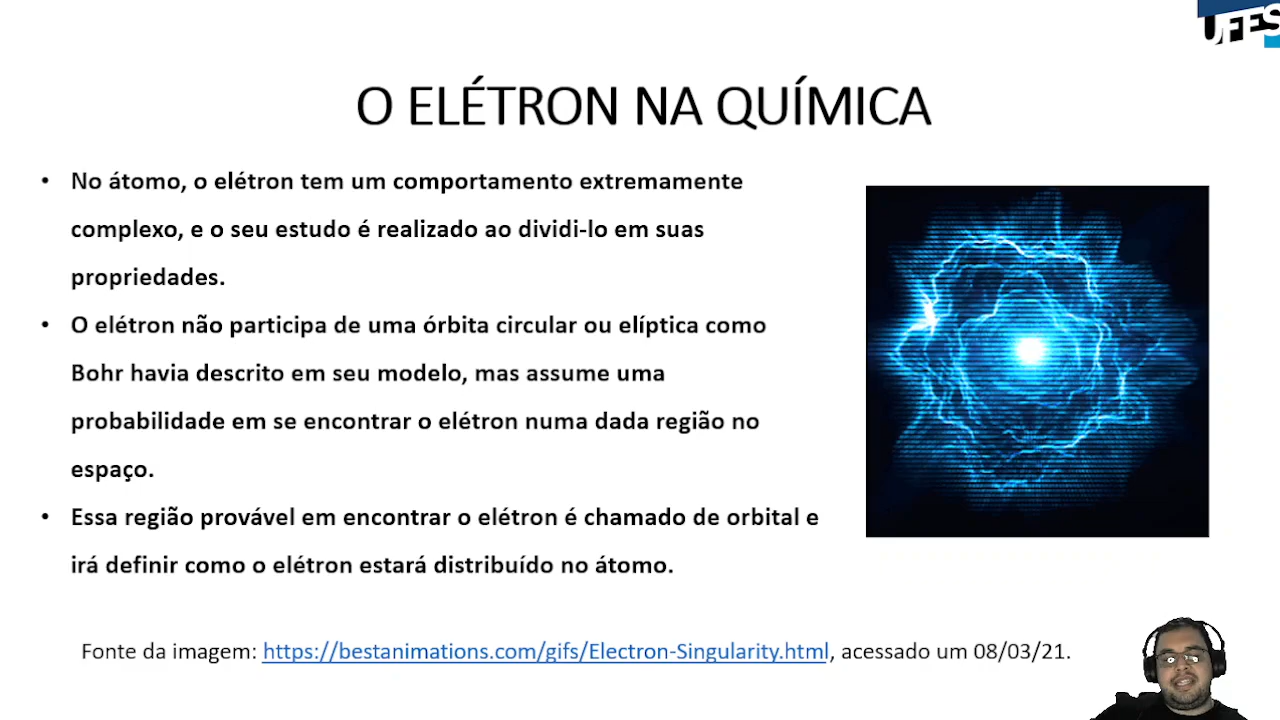 UFES
O ELÉTRON NA QUÍMICA
• No átomo, o elétron tem um comportamento extremamente
complexo, e o seu estudo é realizado ao dividi-lo em suas
propriedades.
• O elétron não participa de uma órbita circular ou elíptica como
Bohr havia descrito em seu modelo, mas assume uma
probabilidade em se encontrar o elétron numa dada região no
espaço.
• Essa região provável em encontrar o elétron é chamado de orbital e
irá definir como o elétron estará distribuído no átomo.
Fonte da imagem: https://bestanimations.com/gifs/Electron-Singularity.html, acessado um 08/03/21.